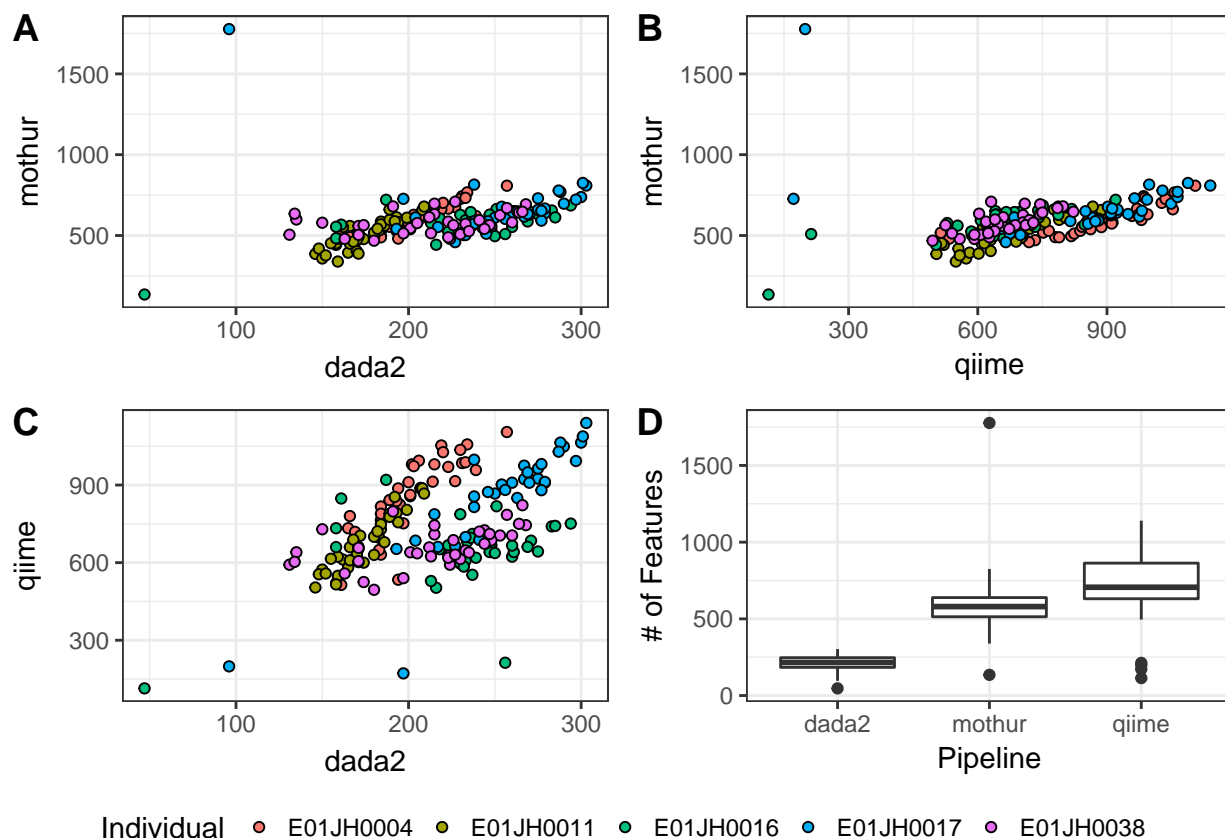 A
mothur
1500
1000
500
100 200 300
dada2
B
mothur
1500
1000
500
300 600 900
qiime
C
qiime
900
600
300
100 200 300
dada2
D
# of Features
1500
1000
500
0
dada2 mothur qiime
Pipeline
Individual E01JH0004 E01JH0011 E01JH0016 E01JH0017 E01JH0038